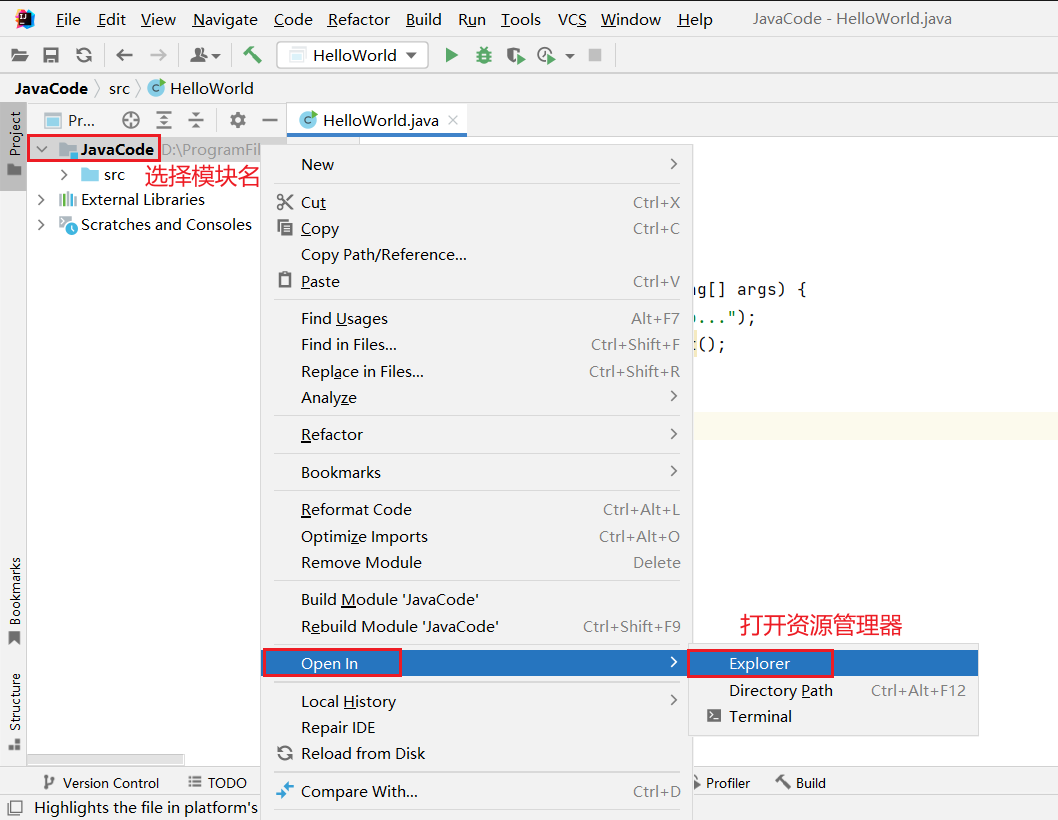 File Edit View Navigate Code Refactor Build Run Tools VCS Window Help JavaCode - HelloWorld.java
HelloWorld
JavaCode src HelloWorld
Project
Pr...
HelloWorld.java
JavaCode D:\ProgramFil
src
选择模块名
External Libraries
Scratches and Consoles
New
Cut Ctrl+X
Copy Ctrl+C
Copy Path/Reference...
Paste Ctrl+V
g[] args) {
...");
();
Find Usages Alt+F7
Find in Files... Ctrl+Shift+F
Replace in Files... Ctrl+Shift+R
Analyze
Refactor
Bookmarks
Reformat Code Ctrl+Alt+L
Optimize Imports Ctrl+Alt+O
Remove Module Delete
Build Module 'JavaCode'
Rebuild Module 'JavaCode' Ctrl+Shift+F9
Open In
打开资源管理器
Explorer
Directory Path Ctrl+Alt+F12
Terminal
Local History
Repair IDE
Reload from Disk
Compare With... Ctrl+D
Bookmarks
Structure
Version Control TODO Profiler Build
Highlights the file in platform's